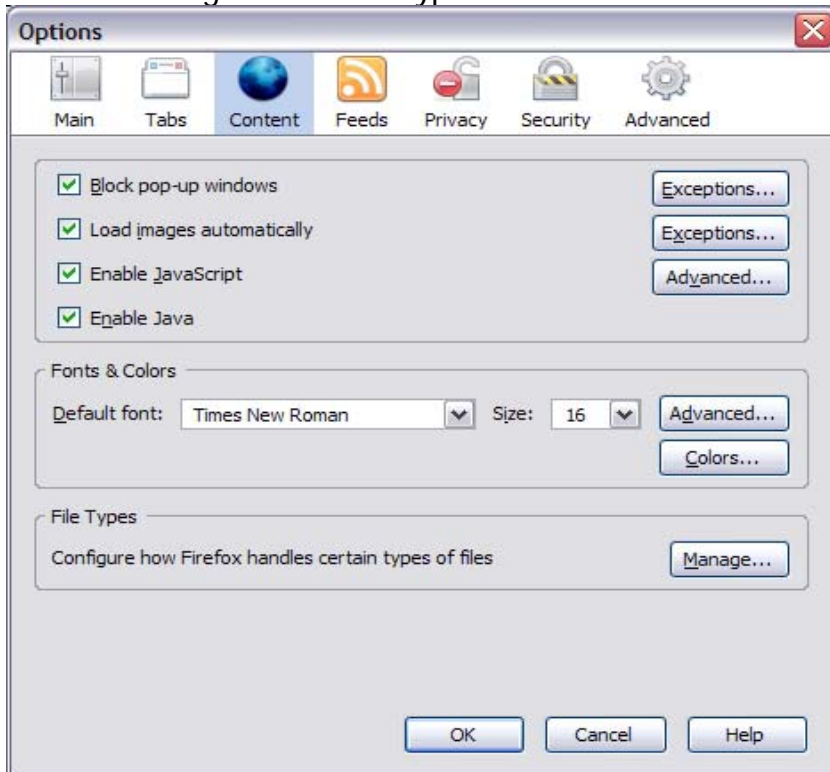 Options
Main Tabs Content Feeds Privacy Security Advanced
Block pop-up windows Exceptions...
Load images automatically Exceptions...
Enable JavaScript Advanced...
Enable Java
Fonts & Colors
Default font: Times New Roman Size: 16 Advanced...
Colors...
File Types
Configure how Firefox handles certain types of files Manage...
OK Cancel Help